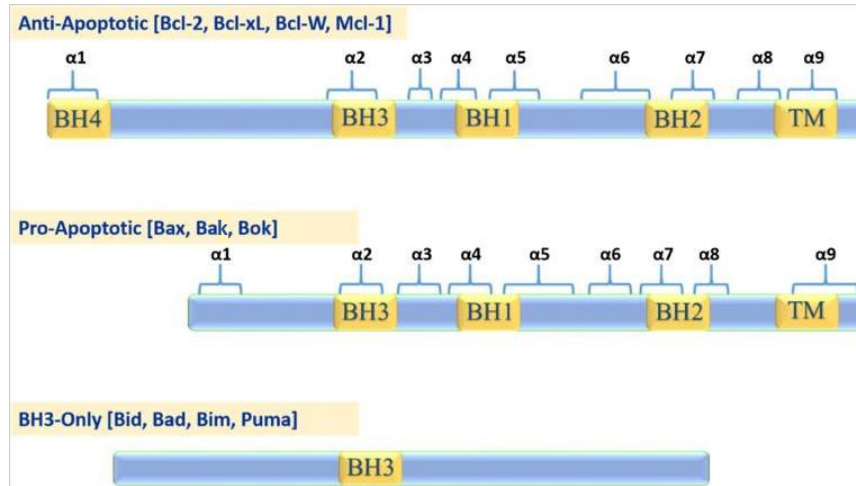 Anti-Apoptotic [Bcl-2, Bcl-xL, Bcl-W, Mcl-1]
α1 α2 α3 α4 α5 α6 α7 α8 α9
BH4 BH3 BH1 BH2 TM
Pro-Apoptotic [Bax, Bak, Bok]
α1 α2 α3 α4 α5 α6 α7 α8 α9
BH3 BH1 BH2 TM
BH3-Only [Bid, Bad, Bim, Puma]
BH3